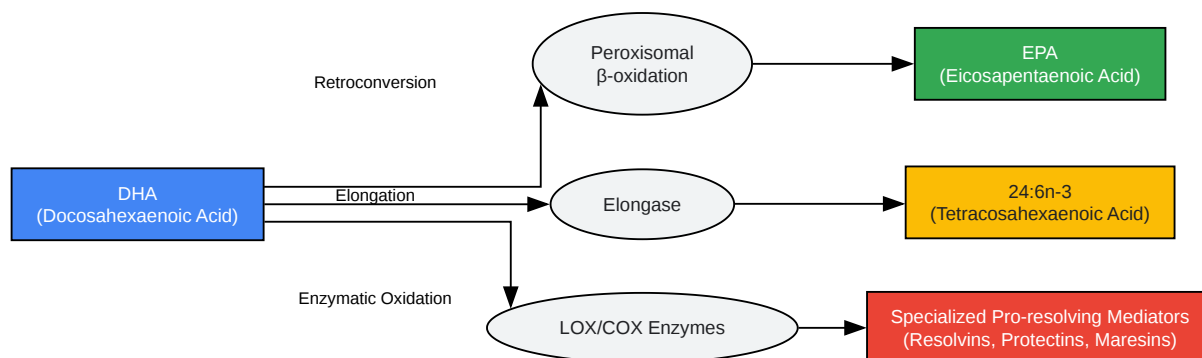 Retroconversion
Peroxisomal
β-oxidation
EPA
(Eicosapentaenoic Acid)
DHA
(Docosahexaenoic Acid)
Elongation
Elongase
24:6n-3
(Tetracosahexaenoic Acid)
Enzymatic Oxidation
LOX/COX Enzymes
Specialized Pro-resolving Mediators
(Resolvins, Protectins, Maresins)